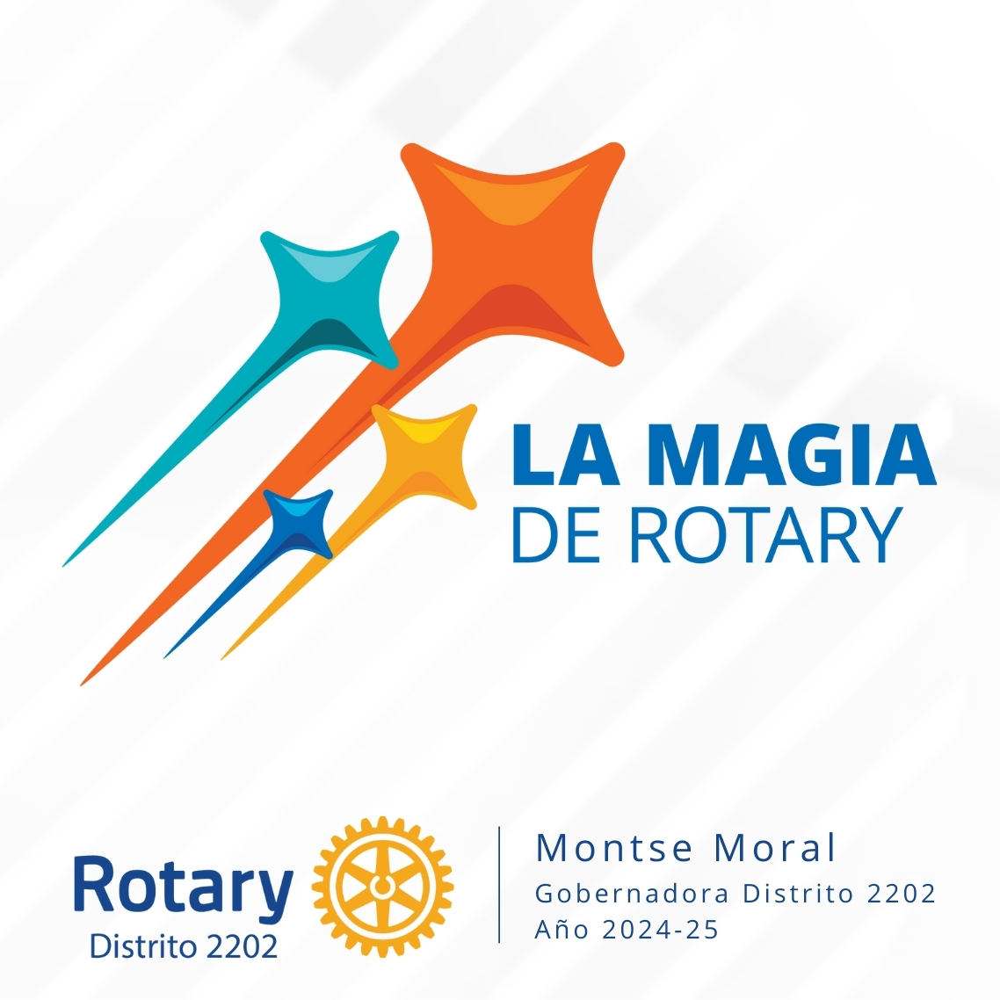 LA MAGIA
DE ROTARY
Rotary
Distrito 2202
Montse Moral
Gobernadora Distrito 2202
Año 2024-25